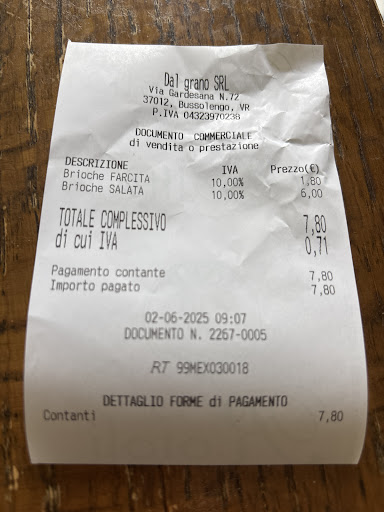 Dal grano SRL
Via Gardesana N.72
37012, Bussolengo, VR
P.IVA 04323970238
DOCUMENTO COMMERCIALE
di vendita o prestazione
DESCRIZIONE IVA Prezzo(€)
Brioche FARCITA 10,00% 1,80
Brioche SALATA 10,00% 6,00
TOTALE COMPLESSIVO 7,80
di cui IVA 0,71
Pagamento contante 7,80
Importo pagato 7,80
02-06-2025 09:07
DOCUMENTO N. 2267-0005
RT 99MEX030018
DETTAGLIO FORME di PAGAMENTO
Contanti 7,80